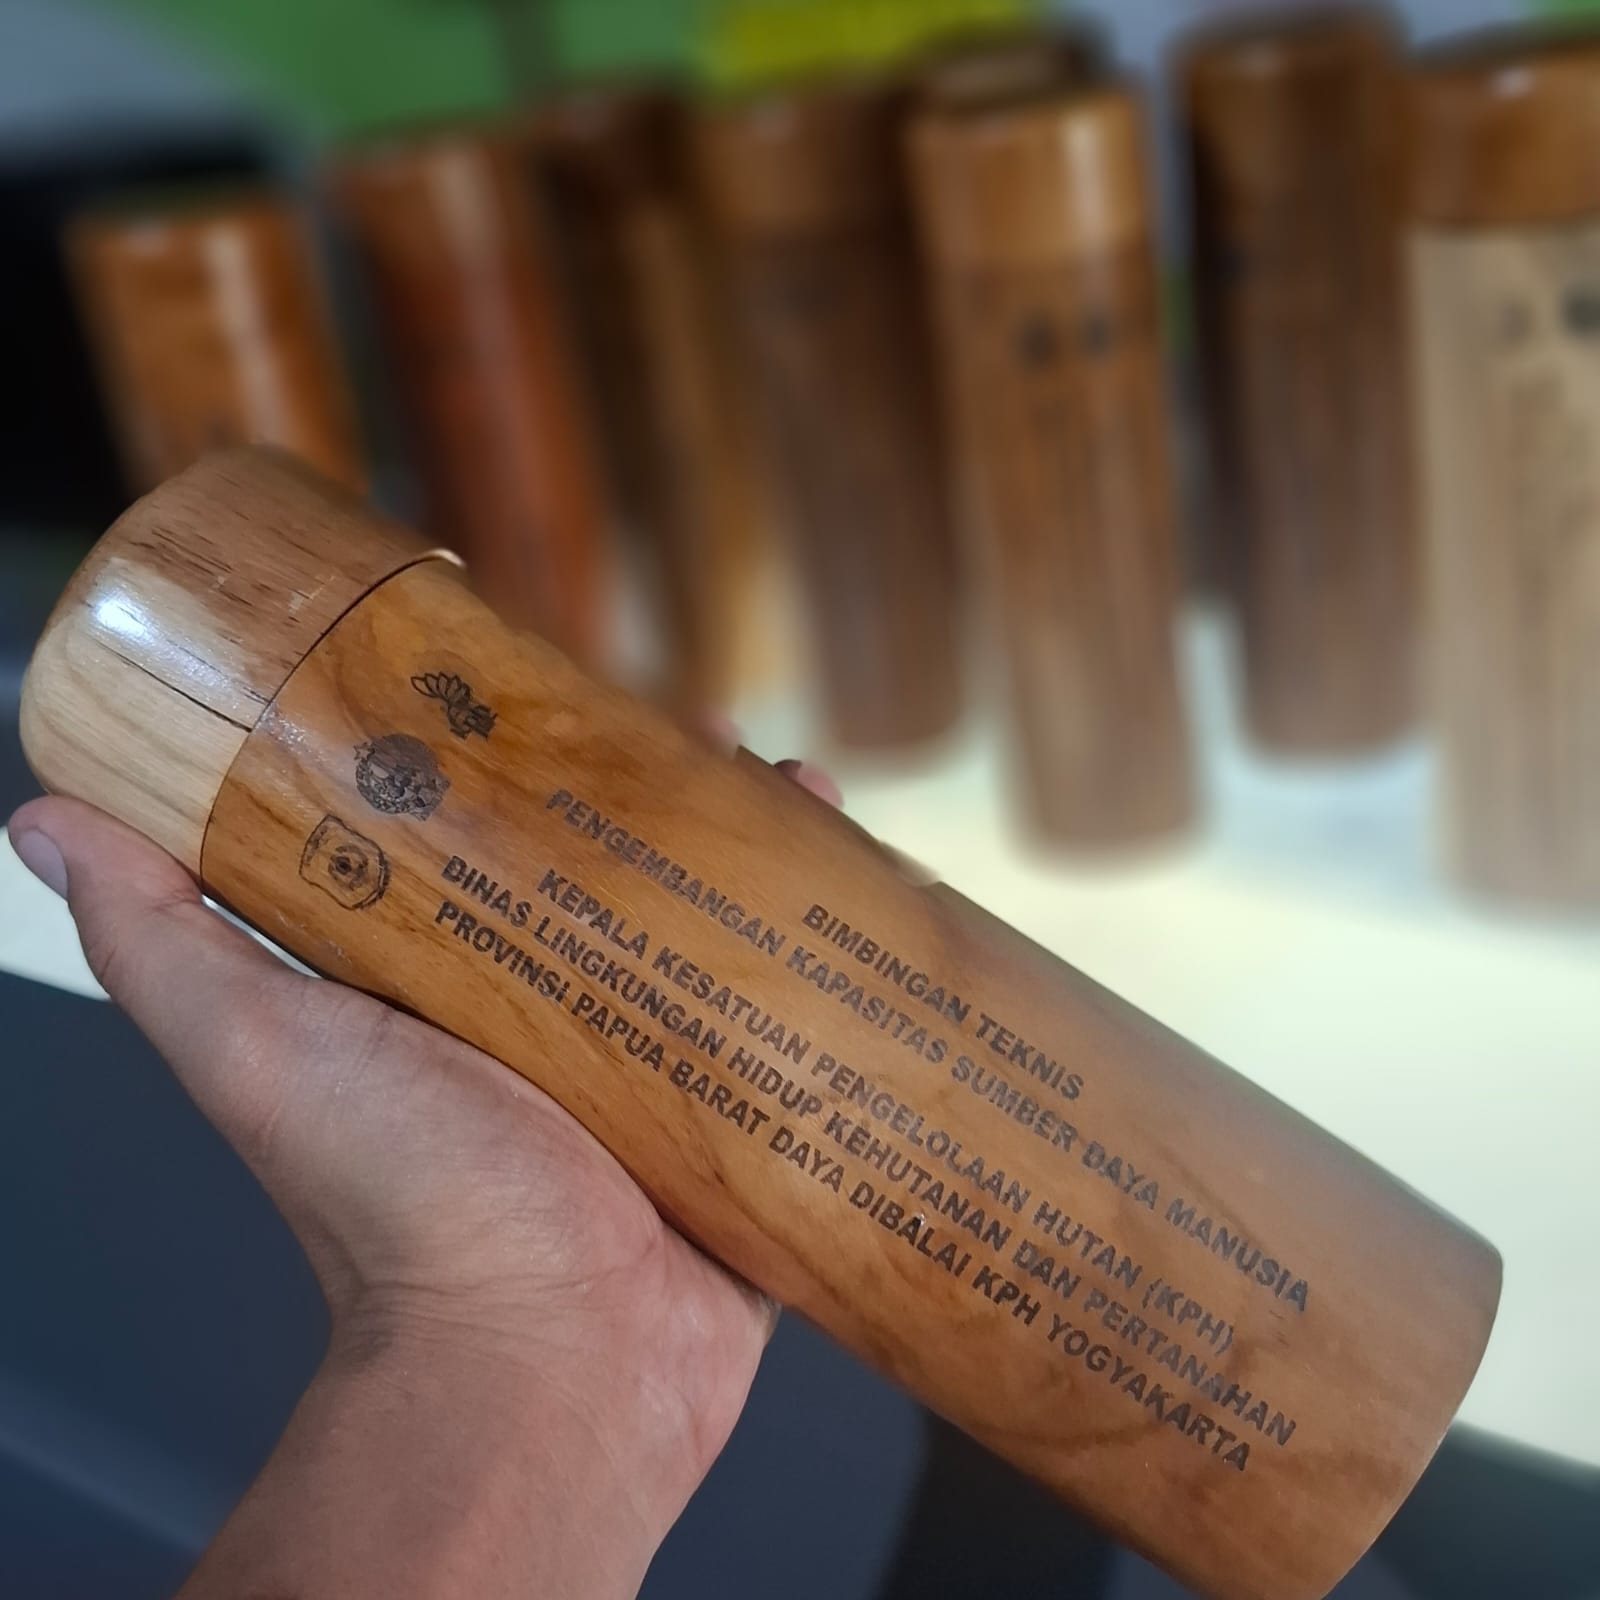 BIMBINGAN TEKNIS
PENGEMBANGAN KAPASITAS SUMBER DAYA MANUSIA
KEPALA KESATUAN PENGELOLAAN HUTAN (KPH)
BINAS LINGKUNGAN HIDUP KEHUTANAN DAN PERTANAHAN
PROVINSI PAPUA BARAT DAYA DIBALAI KPH YOGYAKARTA